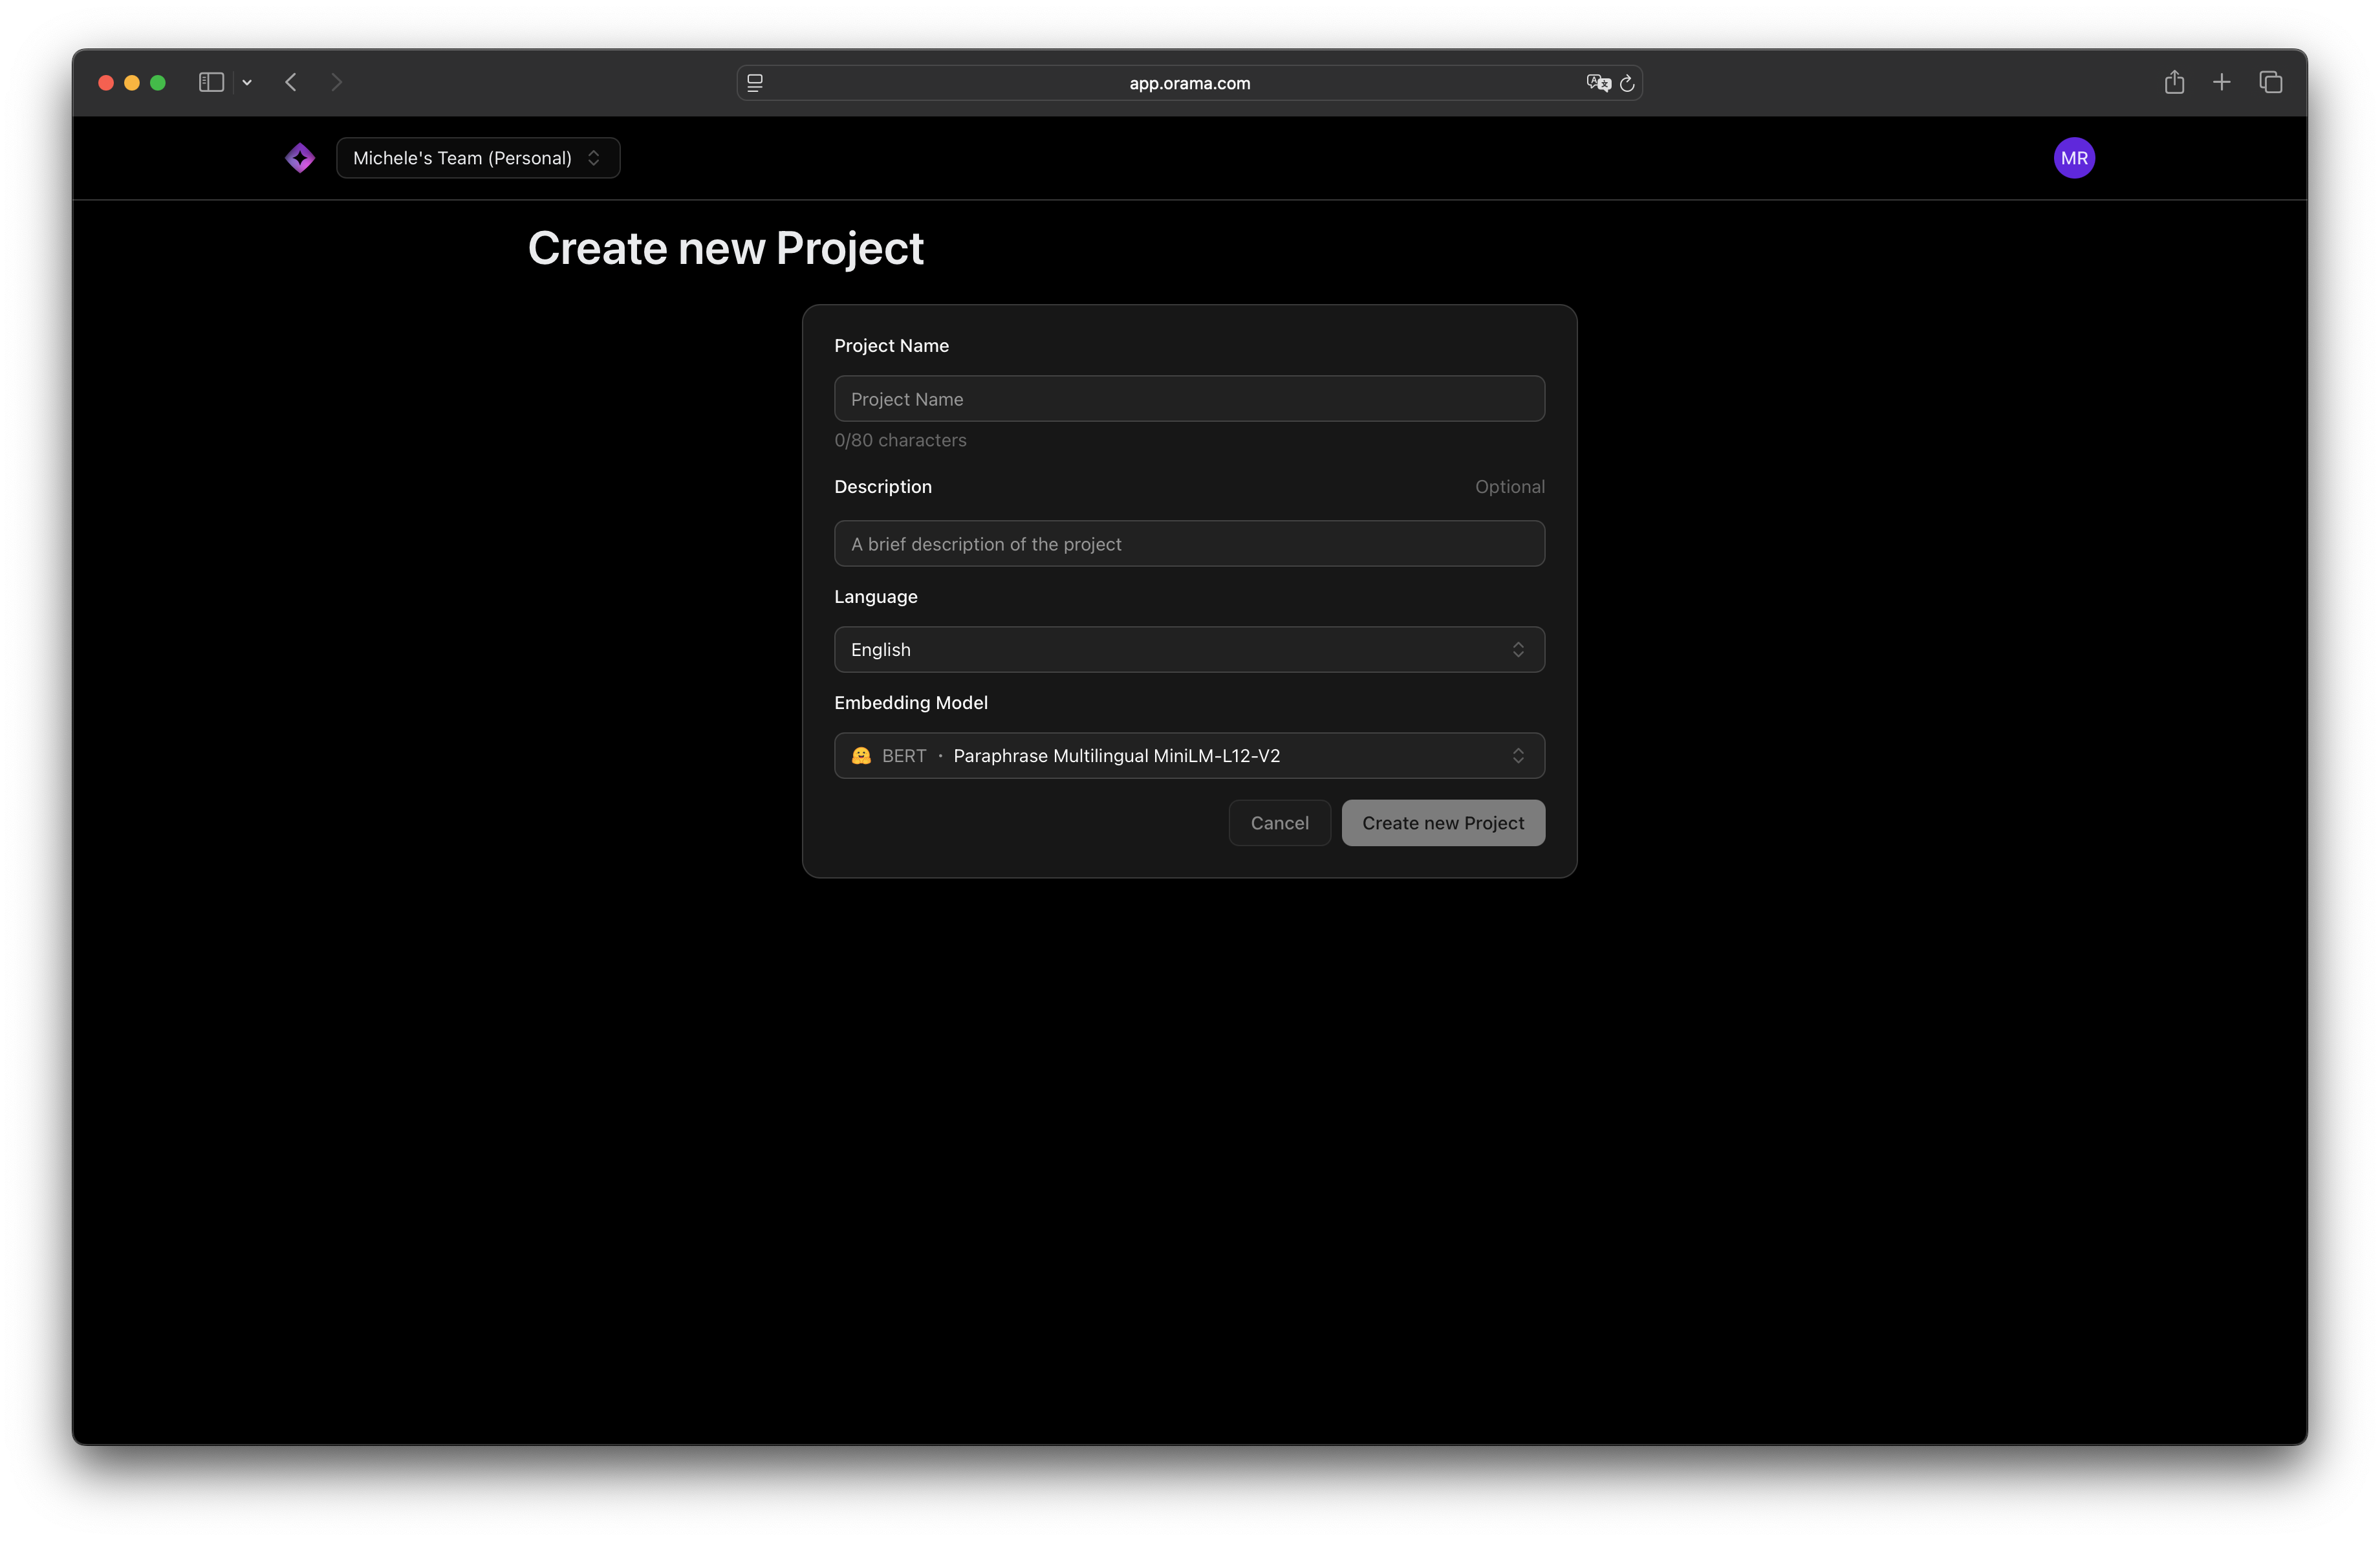 app.orama.com
Michele's Team (Personal)
MR
Create new Project
Project Name
Project Name
0/80 characters
Description
Optional
A brief description of the project
Language
English
Embedding Model
🤗 BERT · Paraphrase Multilingual MiniLM-L12-V2
Cancel
Create new Project